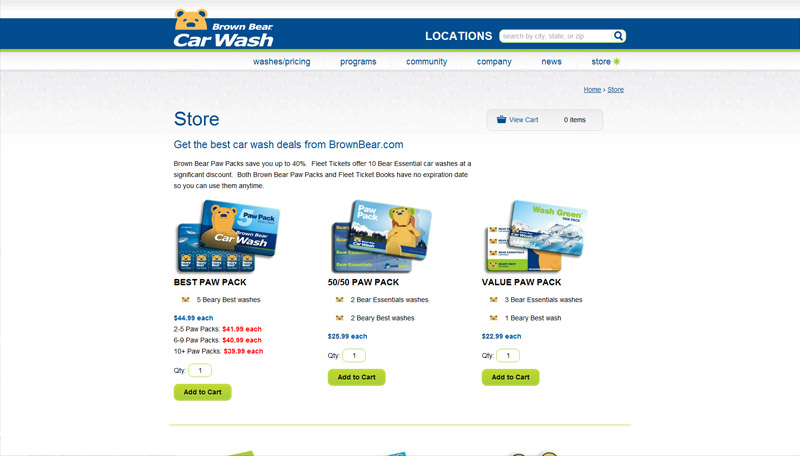 Brown Bear
Car Wash
LOCATIONS
search by city, state, or zip
washes/pricing
programs
community
company
news
store
Home › Store
Store
View Cart
0 items
Get the best car wash deals from BrownBear.com
Brown Bear Paw Packs save you up to 40%. Fleet Tickets offer 10 Bear Essential car washes at a
significant discount. Both Brown Bear Paw Packs and Fleet Ticket Books have no expiration date
so you can use them anytime.
5 Paw Pack
Brown Bear
Car Wash
Paw
Pack
Wash Green
PAW PACK
BEST PAW PACK
5 Beary Best washes
$44.99 each
2-5 Paw Packs: $41.99 each
6-9 Paw Packs: $40.99 each
10+ Paw Packs: $39.99 each
Qty: 1
Add to Cart
50/50 PAW PACK
2 Bear Essentials washes
2 Beary Best washes
$25.99 each
Qty: 1
Add to Cart
VALUE PAW PACK
3 Bear Essentials washes
1 Beary Best wash
$22.99 each
Qty: 1
Add to Cart